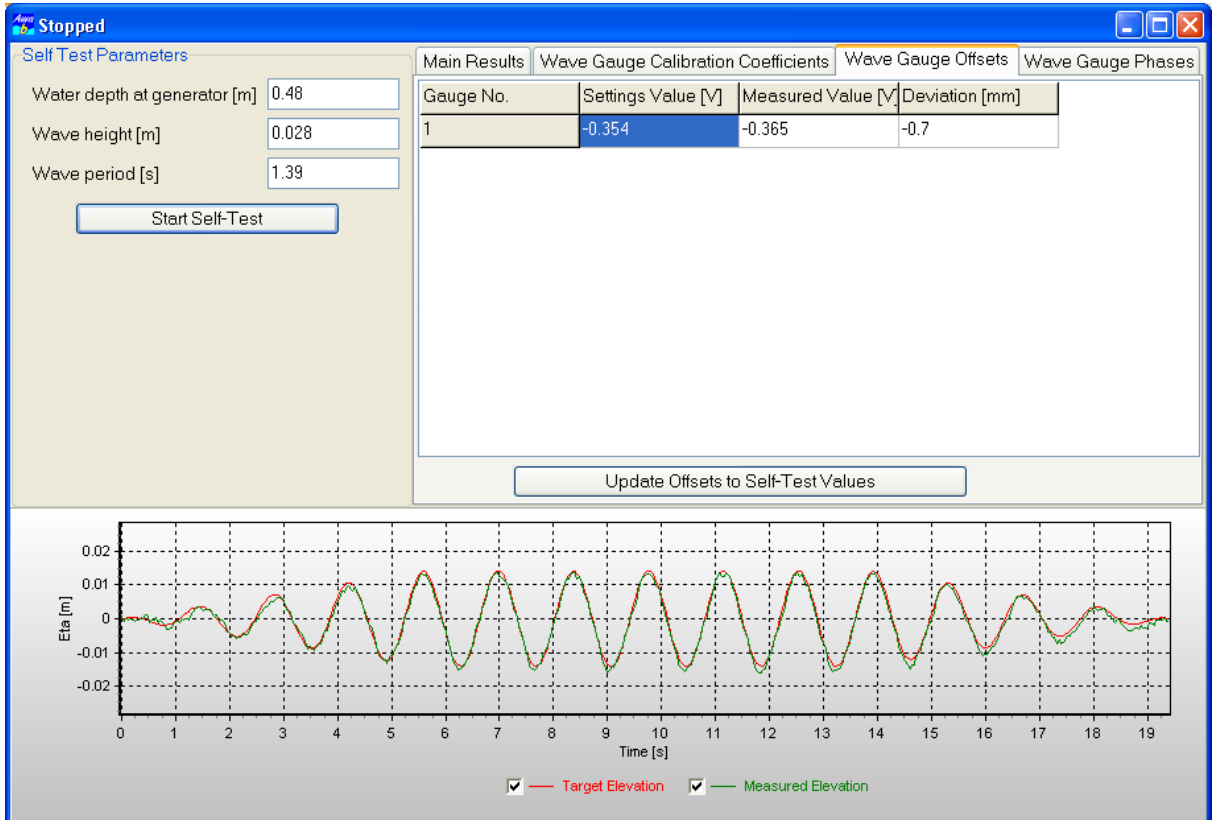 Awa
b
Stopped
Self Test Parameters
Water depth at generator [m] 0.48
Wave height [m] 0.028
Wave period [s] 1.39
Start Self-Test
Main Results Wave Gauge Calibration Coefficients Wave Gauge Offsets Wave Gauge Phases
Gauge No. Settings Value [V] Measured Value [V] Deviation [mm]
1 -0.354 -0.365 -0.7
Update Offsets to Self-Test Values
0.02
0.01
0
-0.01
-0.02
Eta [m]
0 1 2 3 4 5 6 7 8 9 10 11 12 13 14 15 16 17 18 19
Time [s]
Target Elevation Measured Elevation